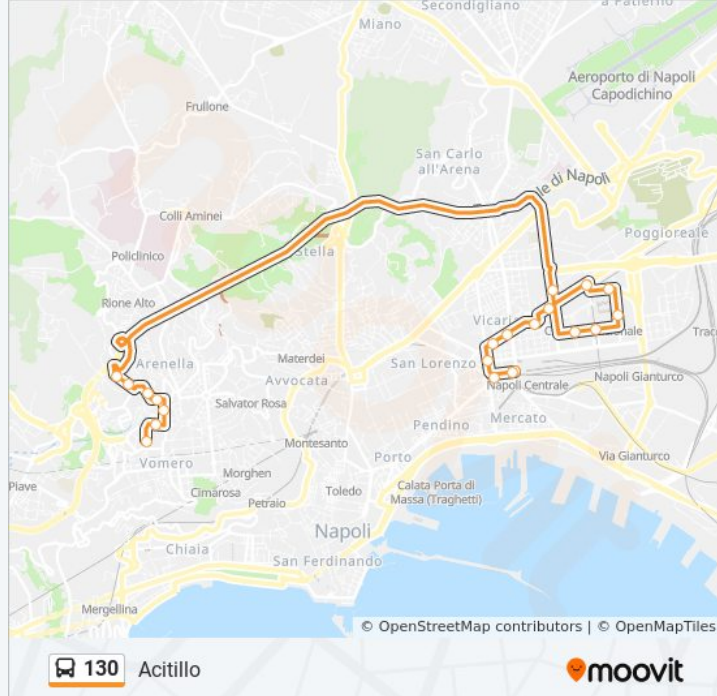 Secondigliano
a Patierno
Miano
Aeroporto di Napoli
Capodichino
Frullone
San Carlo
all'Arena
le di Napoli
Colli Aminei
Poggioreale
Stella
Policlinico
Rione Alto
Vicaria
Arenella
Materdei
San Lorenzo
Avvocata
Napoli Centrale
Napoli Gianturco
Salvator Rosa
Mercato
Pendino
Montesanto
Vomero
Porto
Via Gianturco
Morghen
Piave
Cimarosa
Toledo
Calata Porta di
Massa (Traghetti)
Petraio
Napoli
Chiaia
San Ferdinando
Mergellina
© OpenStreetMap contributors | © OpenMapTiles
130 Acitillo
moovit